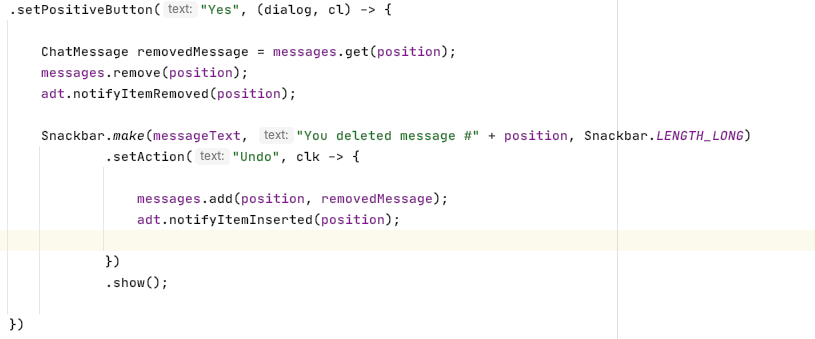 .setPositiveButton( text: "Yes", (dialog, cl) -> {
ChatMessage removedMessage = messages.get(position);
messages.remove(position);
adt.notifyItemRemoved(position);
Snackbar.make(messageText, text: "You deleted message #" + position, Snackbar.LENGTH_LONG)
.setAction( text: "Undo", clk -> {
messages.add(position, removedMessage);
adt.notifyItemInserted(position);
})
.show();
})